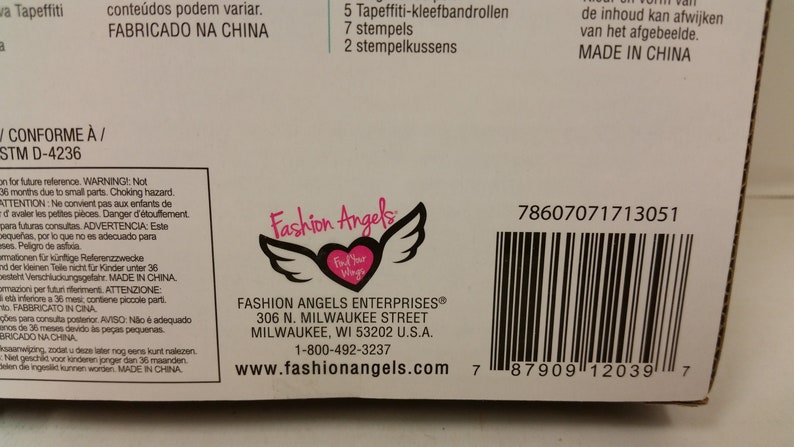 va Tapeffiti
conteúdos podem variar.
FABRICADO NA CHINA
5 Tapeffiti-kleefbandrollen
7 stempels
2 stempelkussens
de inhoud kan afwijken
van het afgebeelde.
MADE IN CHINA
/ CONFORME À /
STM D-4236
on for future reference. WARNING!: Not
36 months due to small parts. Choking hazard.
ATTENTION : Ne convient pas aux enfants de
r d' avaler les petites pièces. Danger d'étouffement.
para futuras consultas. ADVERTENCIA: Este
pequeñas, por lo que no es adecuado para
eses. Peligro de asfixia.
ormationen für künftige Referenzzwecke
nd der kleinen Teile nicht für Kinder unter 36
besteht Verschluckungsgefahr. MADE IN CHINA.
ormazioni per futuri riferimenti. ATTENZIONE:
li età inferiore a 36 mesi; contiene piccole parti.
nto. FABBRICATO IN CINA.
ções para consulta posterior. AVISO: Não é adequado
enos de 36 meses devido às peças pequenas.
BRICADO NA CHINA.
ksaanwijzing, zodat u deze later nog eens kunt nalezen.
: Niet geschikt voor kinderen jonger dan 36 maanden.
delen die ingeslikt kunnen worden. MADE IN CHINA.
Fashion Angels®
Find Your
Wings®
FASHION ANGELS ENTERPRISES®
306 N. MILWAUKEE STREET
MILWAUKEE, WI 53202 U.S.A.
1-800-492-3237
www.fashionangels.com
78607071713051
7 87909 12039 7